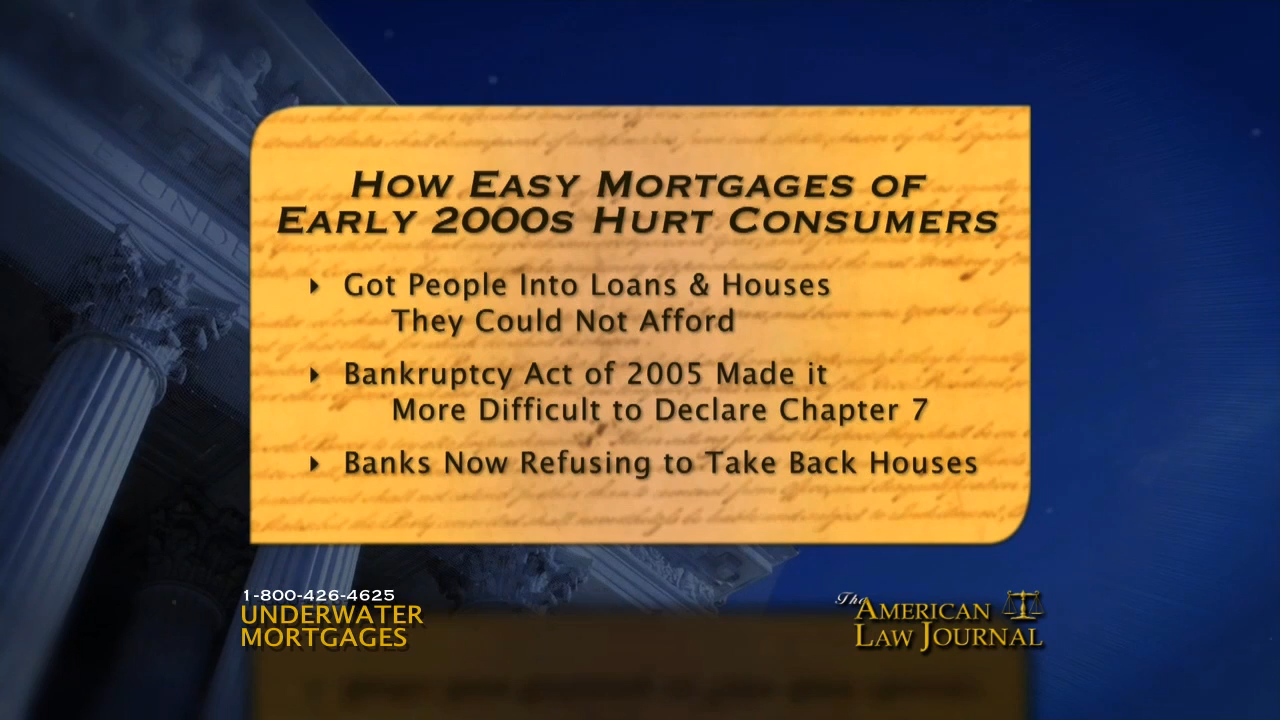 How Easy Mortgages of
Early 2000s Hurt Consumers
Got People Into Loans & Houses
They Could Not Afford
Bankruptcy Act of 2005 Made it
More Difficult to Declare Chapter 7
Banks Now Refusing to Take Back Houses
1-800-426-4625
UNDERWATER
MORTGAGES
The American
Law Journal